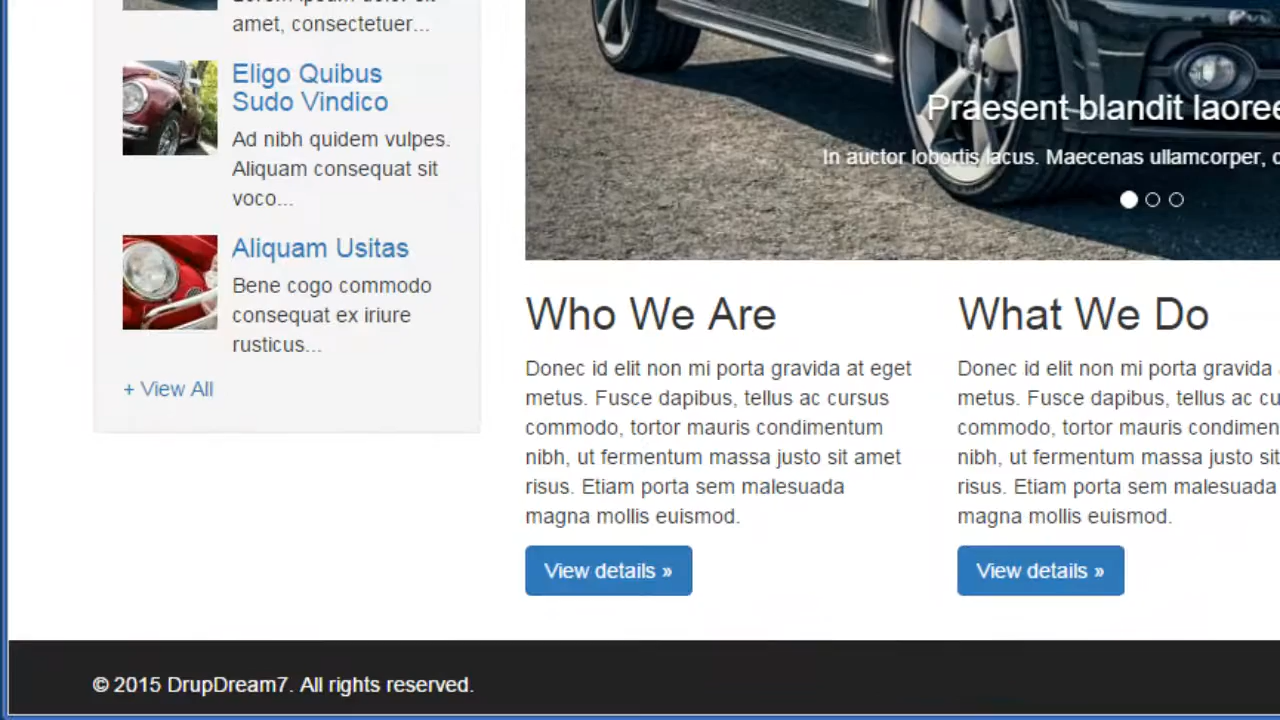 amet, consectetuer...
Eligo Quibus
Sudo Vindico
Ad nibh quidem vulpes.
Aliquam consequat sit
voco...
Aliquam Usitas
Bene cogo commodo
consequat ex iriure
rusticus...
+ View All
Praesent blandit
In auctor lobortis lacus. Maecenas ullamcorper,
Who We Are
Donec id elit non mi porta gravida at eget
metus. Fusce dapibus, tellus ac cursus
commodo, tortor mauris condimentum
nibh, ut fermentum massa justo sit amet
risus. Etiam porta sem malesuada
magna mollis euismod.
View details »
What We Do
Donec id elit non mi porta gravida
metus. Fusce dapibus, tellus ac
commodo, tortor mauris
nibh, ut fermentum massa justo sit
risus. Etiam porta sem malesuada
magna mollis euismod.
View details »
© 2015 DrupDream7. All rights reserved.